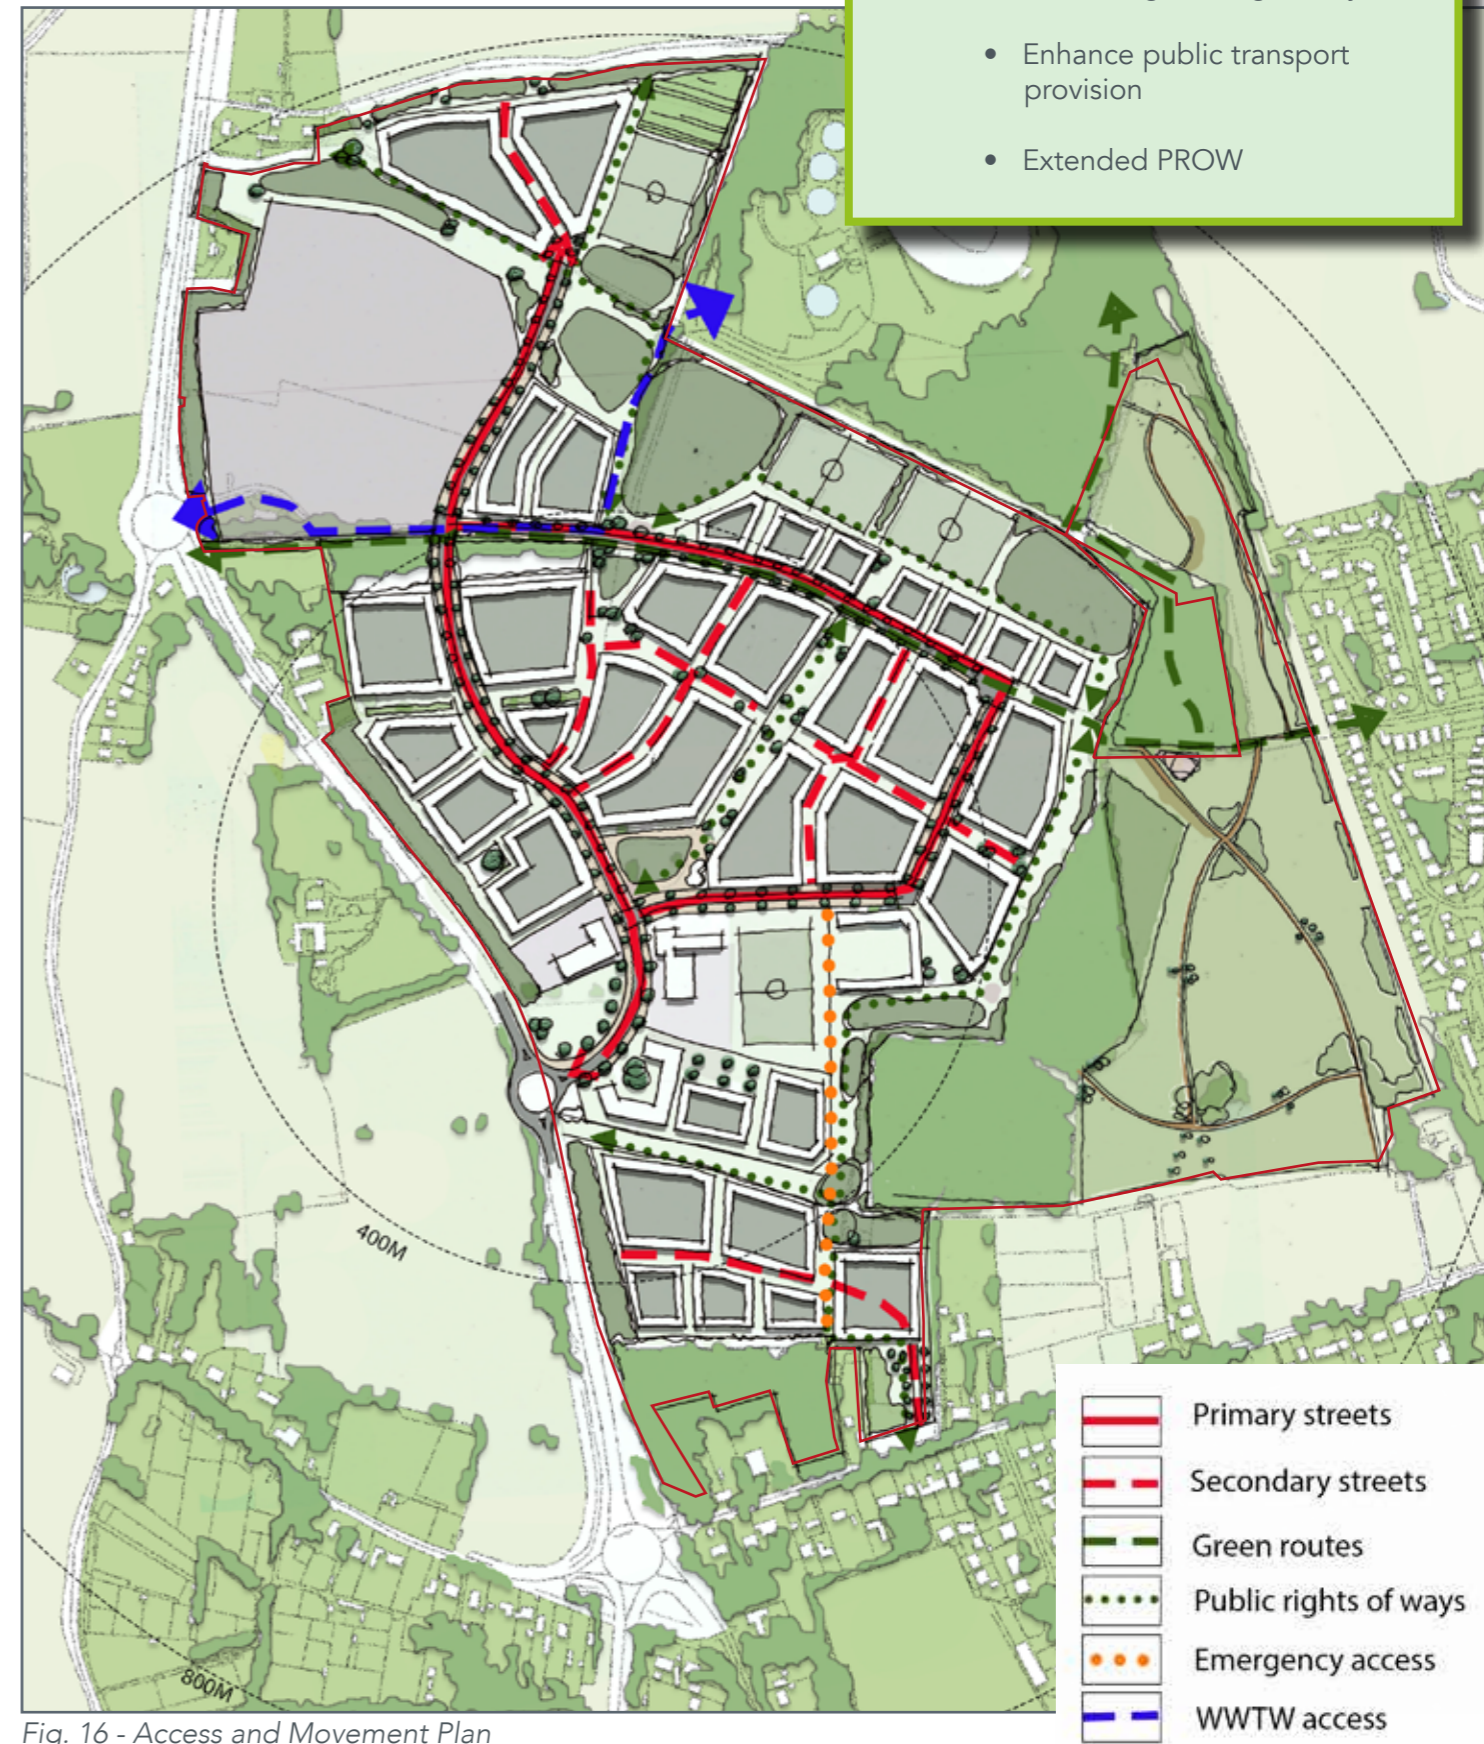 • Enhance public transport
provision
• Extended PROW
400M
800M
Primary streets
Secondary streets
Green routes
Public rights of ways
Emergency access
WWTW access
Fig. 16 - Access and Movement Plan